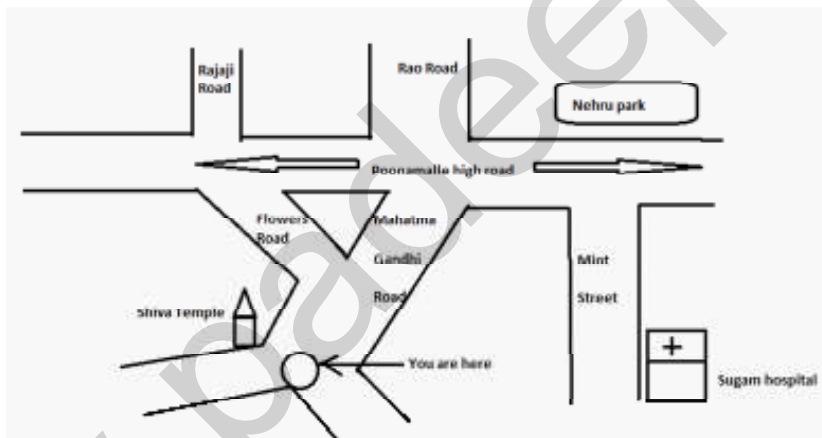 Rajaji
Road
Rao Road
Nehru park
Poonamalle high road
Flowers
Road
Mahatma
Gandhi
Road
Mint
Street
Shiva Temple
You are here
Sugam hospital